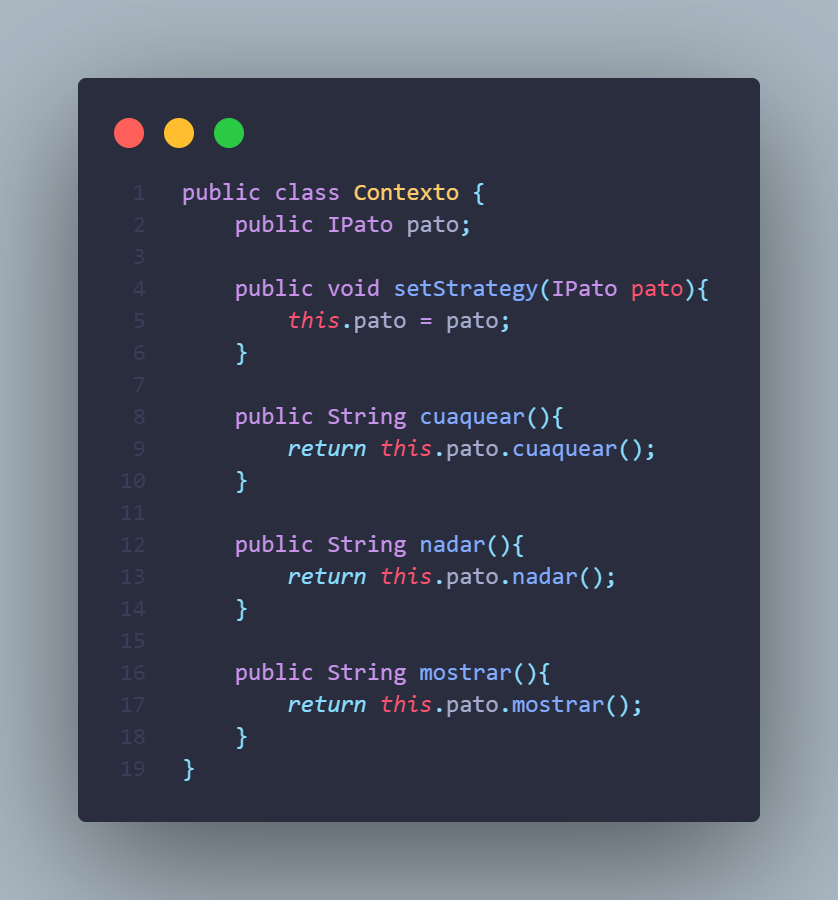 1 public class Contexto {
2     public IPato pato;
3
4     public void setStrategy(IPato pato){
5         this.pato = pato;
6     }
7
8     public String cuaquear(){
9         return this.pato.cuaquear();
10     }
11
12     public String nadar(){
13         return this.pato.nadar();
14     }
15
16     public String mostrar(){
17         return this.pato.mostrar();
18     }
19 }